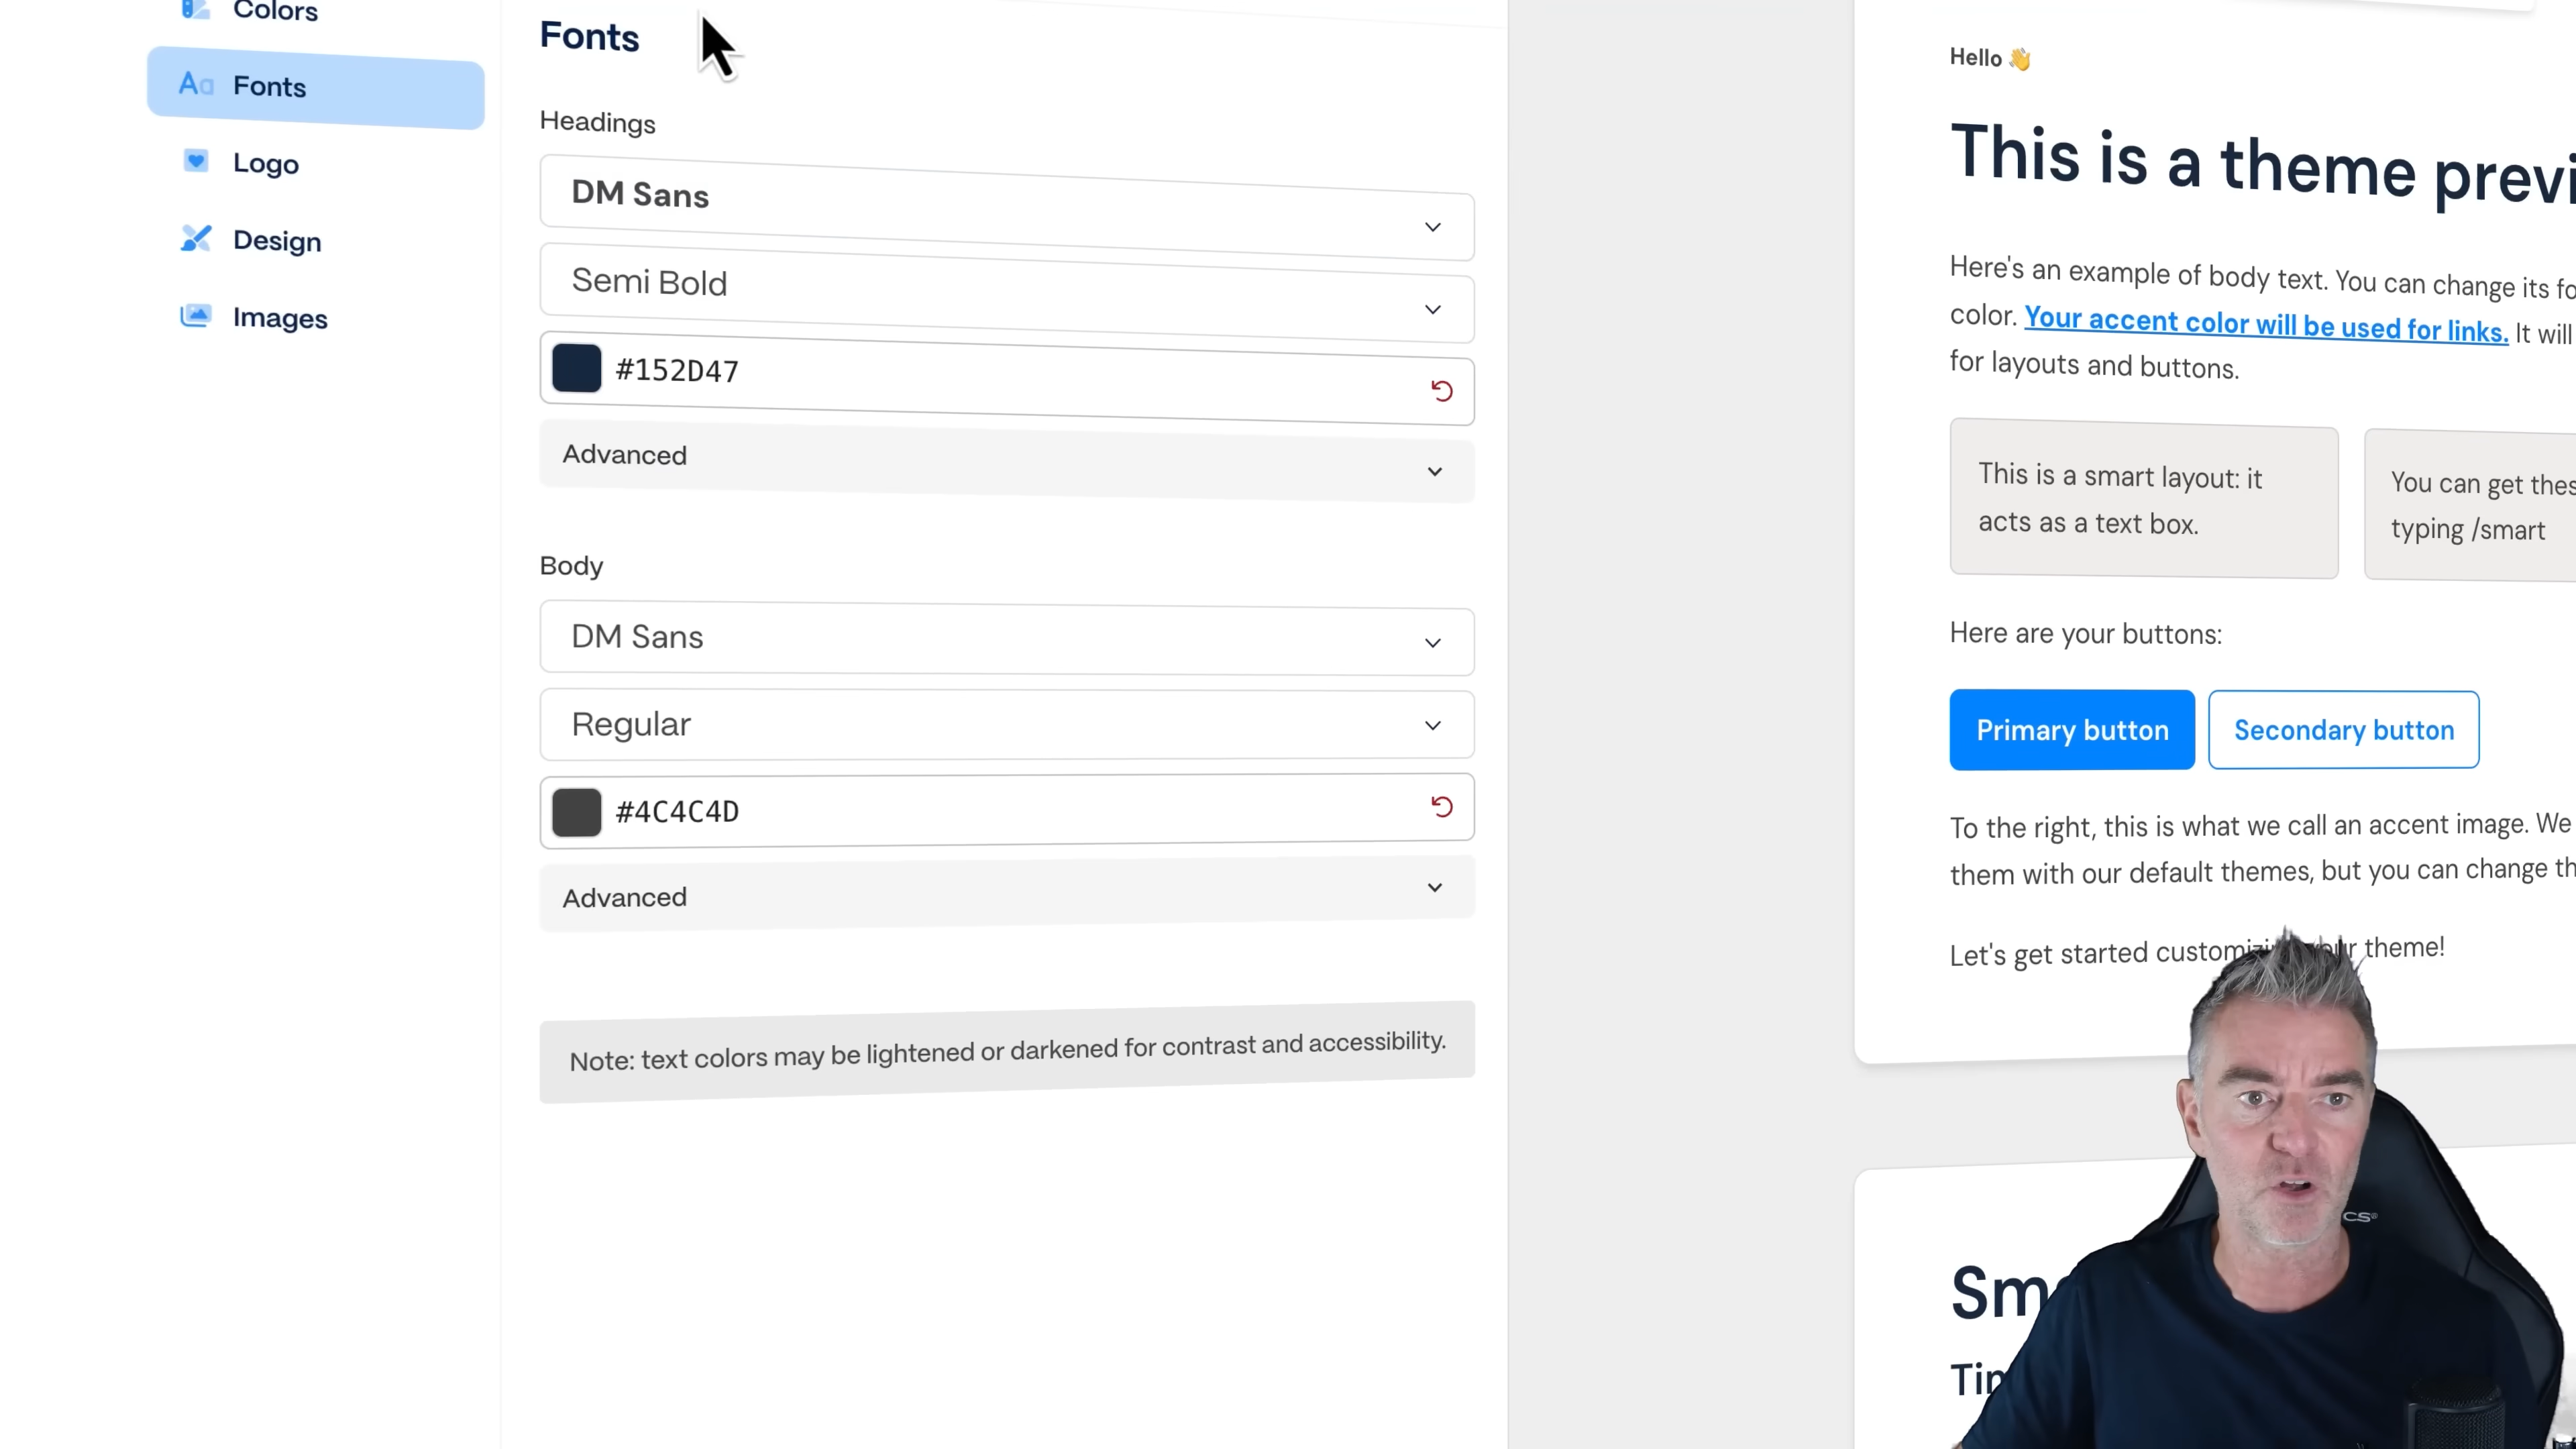 Colors
Fonts
Logo
Design
Images
Fonts
Headings
DM Sans
Semi Bold
#152D47
Advanced
Body
DM Sans
Regular
#4C4C4D
Advanced
Note: text colors may be lightened or darkened for contrast and accessibility.
Hello 👋
This is a theme previ
Here's an example of body text. You can change its fo
color. Your accent color will be used for links. It will
for layouts and buttons.
This is a smart layout: it
acts as a text box.
You can get thes
typing /smart
Here are your buttons:
Primary button
Secondary button
To the right, this is what we call an accent image. We
them with our default themes, but you can change th
Let's get started customizing your theme!
Sm
Tim
CS®